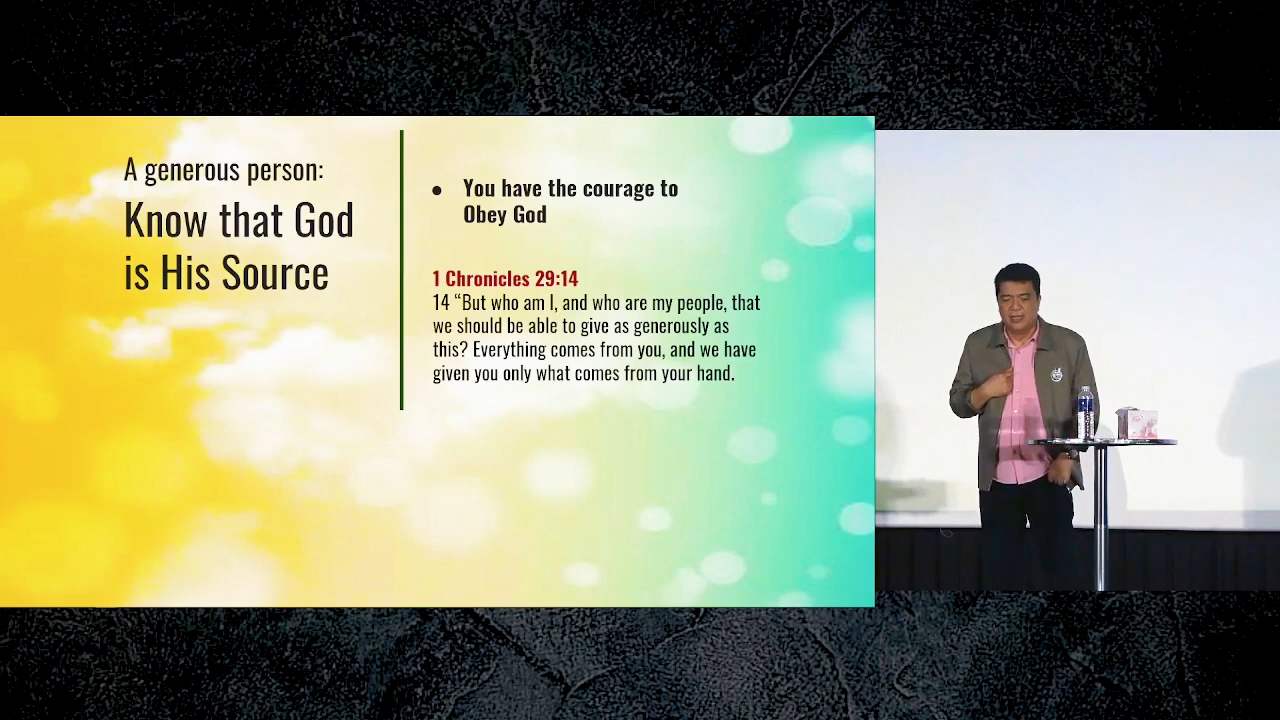 A generous person:
Know that God
is His Source
● You have the courage to
Obey God
1 Chronicles 29:14
14 “But who am I, and who are my people, that
we should be able to give as generously as
this? Everything comes from you, and we have
given you only what comes from your hand.